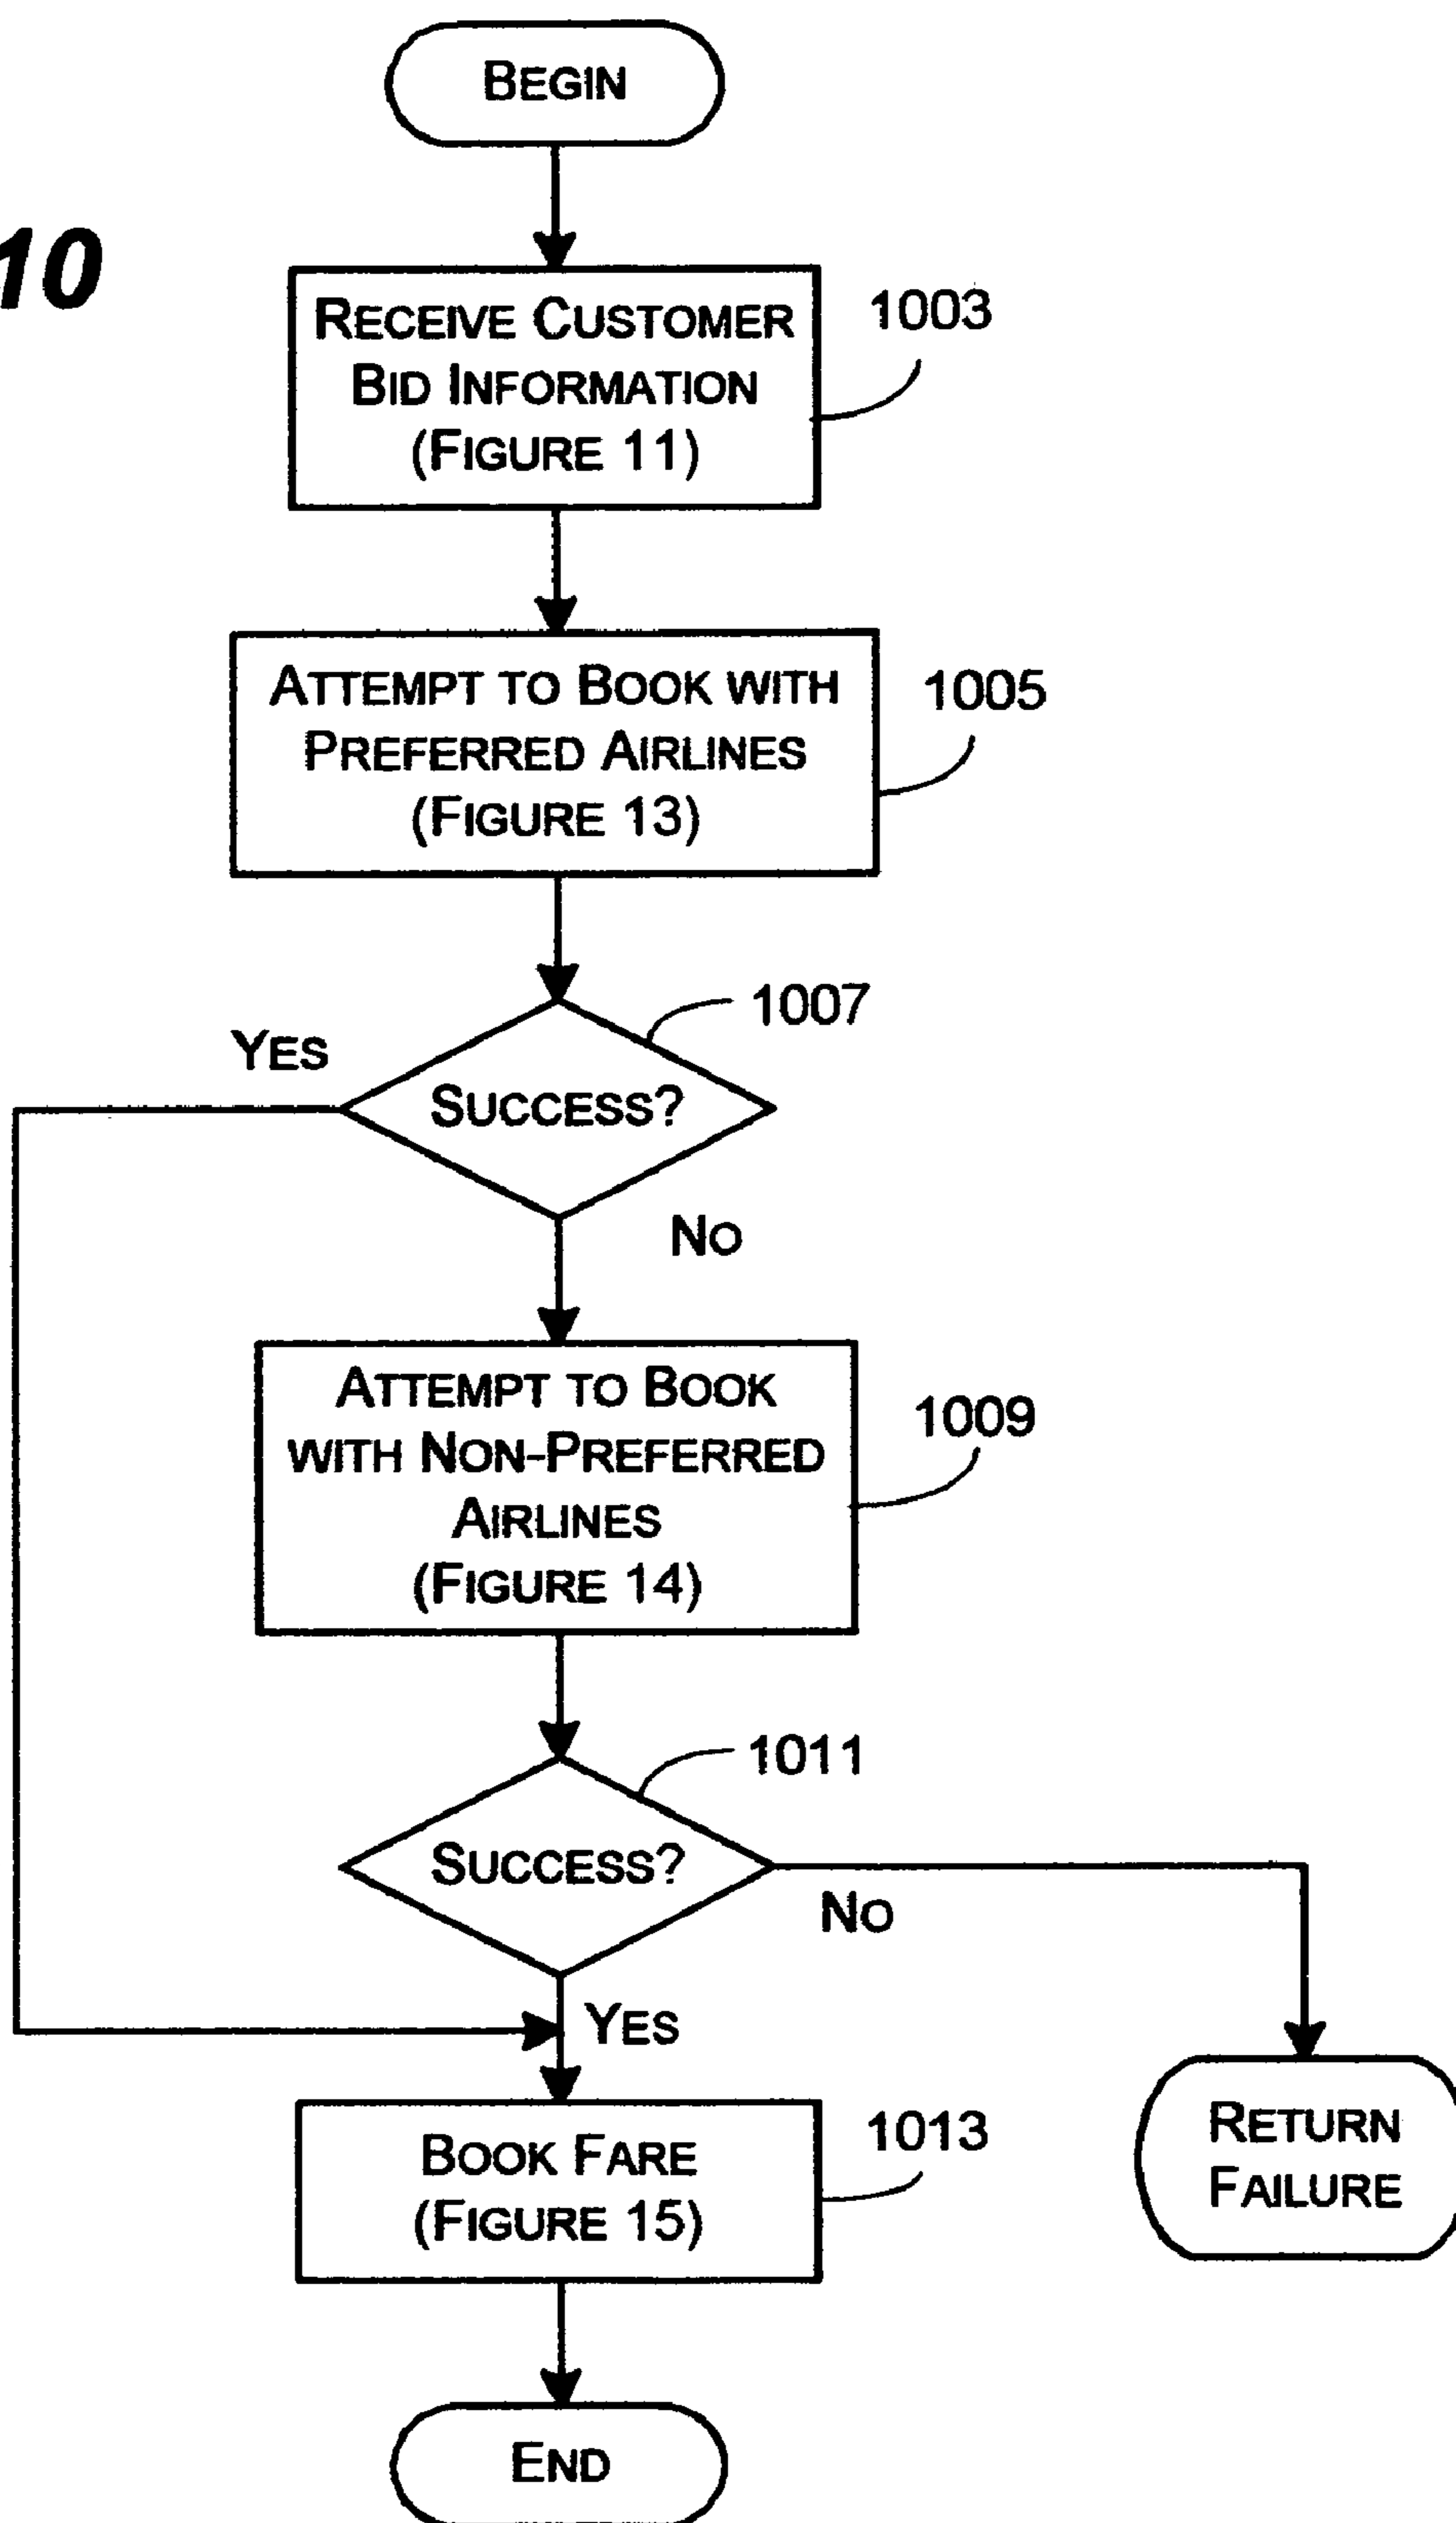 BEGIN
10
RECEIVE CUSTOMER
BID INFORMATION
(FIGURE 11)
1003
ATTEMPT TO BOOK WITH
PREFERRED AIRLINES
(FIGURE 13)
1005
1007
YES
SUCCESS?
NO
ATTEMPT TO BOOK
WITH NON-PREFERRED
AIRLINES
(FIGURE 14)
1009
1011
SUCCESS?
NO
YES
BOOK FARE
(FIGURE 15)
1013
RETURN
FAILURE
END